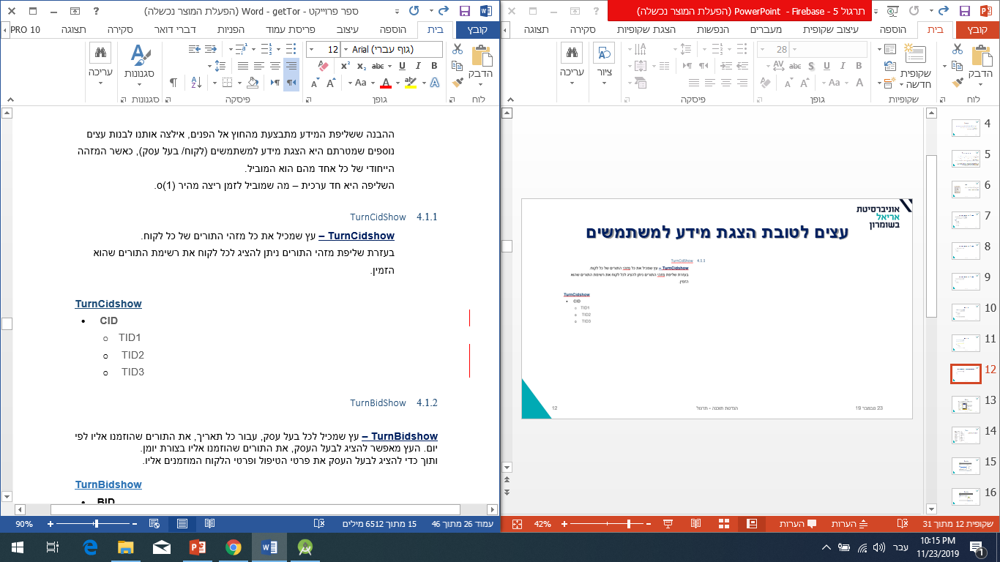 ספר פרוייקט - getTor - Word (הפעלת המוצר נכשלה)
קובץ
בית
הוספה
עיצוב
פריסת עמוד
הפניות
דברי דואר
סקירה
תצוגה
PRO 10
הדבק
Arial (גוף עברי)
12
סגנונות
עריכה
לוח
גופן
פיסקה
סגנונות
ההבנה ששליפת המידע מתבצעת מהחוץ אל הפנים, אילצה אותנו לבנות עצים
נוספים שמטרתם היא הצגת מידע למשתמשים (לקוח/ בעל עסק), כאשר המזהה
הייחודי של כל אחד מהם הוא המוביל.
השליפה היא חד ערכית – מה שמוביל לזמן ריצה מהיר o(1).
4.1.1 TurnCidShow
TurnCidshow – עץ שמכיל את כל מזהי התורים של כל לקוח.
בעזרת שליפת מזהי התורים ניתן להציג לכל לקוח את רשימת התורים שהוא
הזמין.
TurnCidshow
• CID
o TID1
o TID2
o TID3
4.1.2 TurnBidShow
TurnBidshow – עץ שמכיל לכל בעל עסק, עבור כל תאריך, את התורים שהוזמנו אליו לפי
יום. העץ מאפשר להציג לבעל העסק, את התורים שהוזמנו אליו בצורת יומן.
ותוך כדי להציג לבעל העסק את פרטי הטיפול ופרטי הלקוח המוזמנים אליו.
TurnBidshow
• BID
עמוד 26 מתוך 46
15 מתוך 6512 מילים
90%
תרגול 5 - Firebase - PowerPoint (הפעלת המוצר נכשלה)
קובץ
בית
הוספה
עיצוב שקופית
מעברים
הנפשות
הצגת שקופיות
סקירה
תצוגה
הדבק
שקופית
חדשה
28
ציור
עריכה
לוח
שקופיות
גופן
פיסקה
4
5
6
7
8
9
10
11
12
13
14
15
16
אוניברסיטת
אריאל
בשומרון
עצים לטובת הצגת מידע למשתמשים
4.1.1 TurnCidShow
TurnCidshow – עץ שמכיל את כל מזהי התורים של כל לקוח.
בעזרת שליפת מזהי התורים ניתן להציג לכל לקוח את רשימת התורים שהוא
הזמין.
TurnCidshow
• CID
o TID1
o TID2
o TID3
23 נובמבר 19
הנדסת תוכנה - תרגול
12
שקופית 12 מתוך 31
הערות
הערות
42%
עבר
10:15 PM
11/23/2019
1